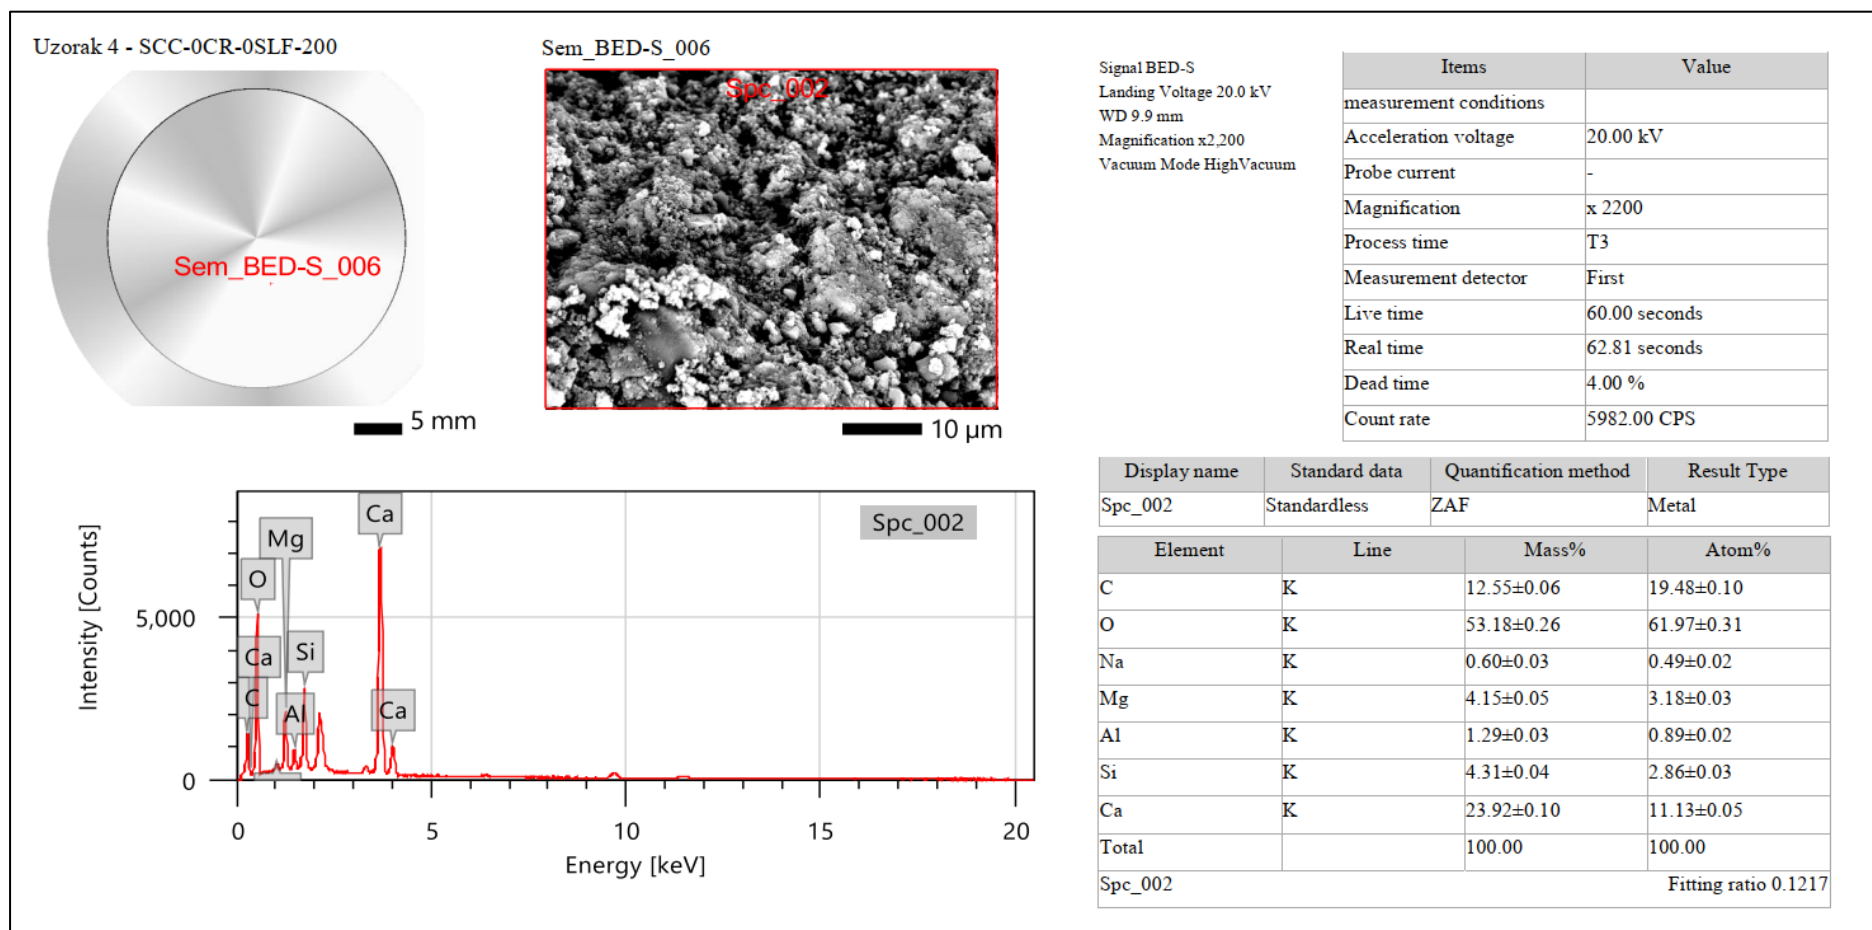 Uzorak 4 - SCC-0CR-0SLF-200
Sem_BED-S_006
Sem_BED-S_006
5 mm
Spc_002
10 µm
Signal BED-S
Landing Voltage 20.0 kV
WD 9.9 mm
Magnification x2,200
Vacuum Mode HighVacuum
Items Value
measurement conditions
Acceleration voltage 20.00 kV
Probe current -
Magnification x 2200
Process time T3
Measurement detector First
Live time 60.00 seconds
Real time 62.81 seconds
Dead time 4.00 %
Count rate 5982.00 CPS
Intensity [Counts]
5,000
0
Ca
Mg
O
Ca
Si
C
Al
Ca
Spc_002
0 5 10 15 20
Energy [keV]
Display name Standard data Quantification method Result Type
Spc_002 Standardless ZAF Metal
Element Line Mass% Atom%
C K 12.55±0.06 19.48±0.10
O K 53.18±0.26 61.97±0.31
Na K 0.60±0.03 0.49±0.02
Mg K 4.15±0.05 3.18±0.03
Al K 1.29±0.03 0.89±0.02
Si K 4.31±0.04 2.86±0.03
Ca K 23.92±0.10 11.13±0.05
Total 100.00 100.00
Spc_002 Fitting ratio 0.1217